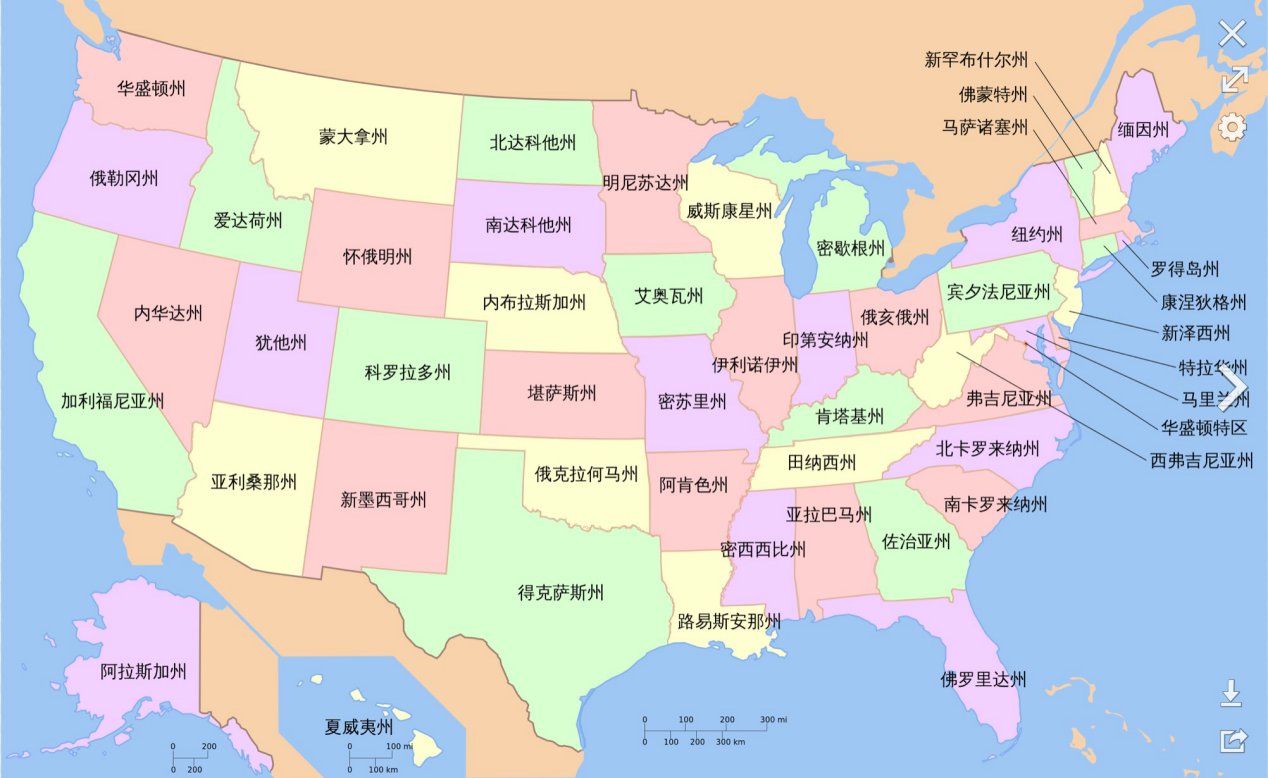 新罕布什尔州
华盛顿州
佛蒙特州
马萨诸塞州
缅因州
蒙大拿州
北达科他州
俄勒冈州
明尼苏达州
威斯康星州
爱达荷州
南达科他州
纽约州
密歇根州
怀俄明州
罗得岛州
宾夕法尼亚州
艾奥瓦州
内布拉斯加州
康涅狄格州
内华达州
俄亥俄州
新泽西州
犹他州
印第安纳州
伊利诺伊州
特拉华州
科罗拉多州
堪萨斯州
加利福尼亚州
密苏里州
弗吉尼亚州
马里兰州
肯塔基州
华盛顿特区
北卡罗来纳州
西弗吉尼亚州
田纳西州
俄克拉何马州
亚利桑那州
阿肯色州
新墨西哥州
南卡罗来纳州
亚拉巴马州
佐治亚州
密西西比州
得克萨斯州
路易斯安那州
阿拉斯加州
佛罗里达州
夏威夷州
0 100 200 300 mi
0 100 200 300 km
0 200
0 200
0 100 mi
0 100 km